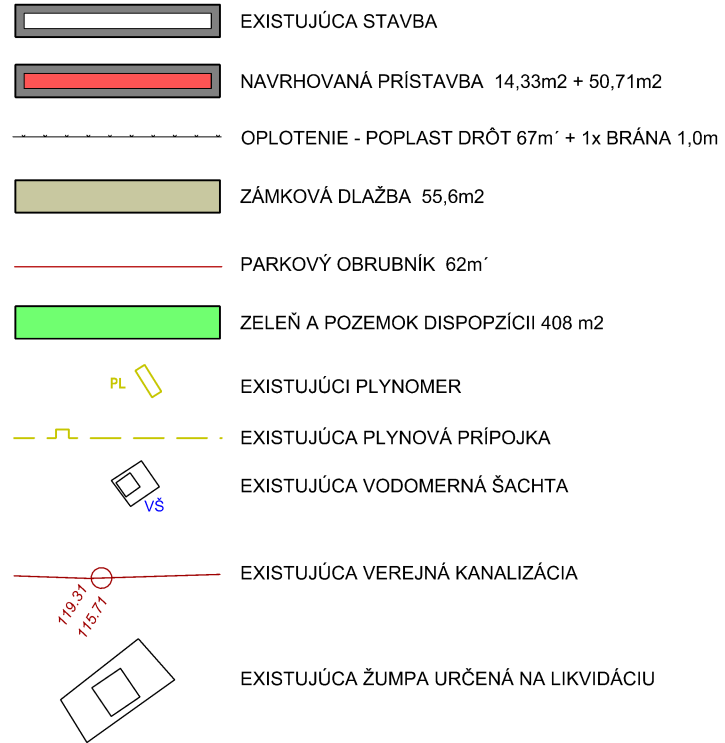 EXISTUJÚCA STAVBA
NAVRHOVANÁ PRÍSTAVBA 14,33m2 + 50,71m2
OPLOTENIE - POPLAST DRÔT 67m´ + 1x BRÁNA 1,0m
ZÁMKOVÁ DLAŽBA 55,6m2
PARKOVÝ OBRUBNÍK 62m´
ZELEŇ A POZEMOK DISPOPZÍCII 408 m2
PL
EXISTUJÚCI PLYNOMER
EXISTUJÚCA PLYNOVÁ PRÍPOJKA
EXISTUJÚCA VODOMERNÁ ŠACHTA
VŠ
EXISTUJÚCA VEREJNÁ KANALIZÁCIA
119.31
115.71
EXISTUJÚCA ŽUMPA URČENÁ NA LIKVIDÁCIU